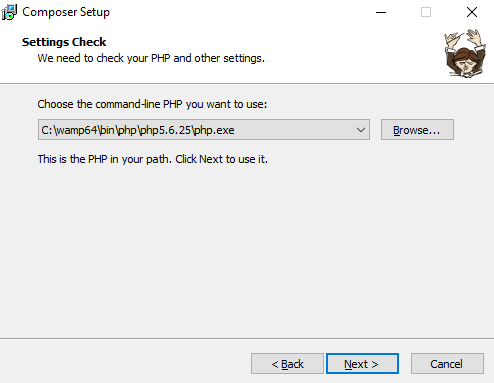 Composer Setup
Settings Check
We need to check your PHP and other settings.
Choose the command-line PHP you want to use:
C:\wamp64\bin\php\php5.6.25\php.exe
Browse...
This is the PHP in your path. Click Next to use it.
< Back
Next >
Cancel